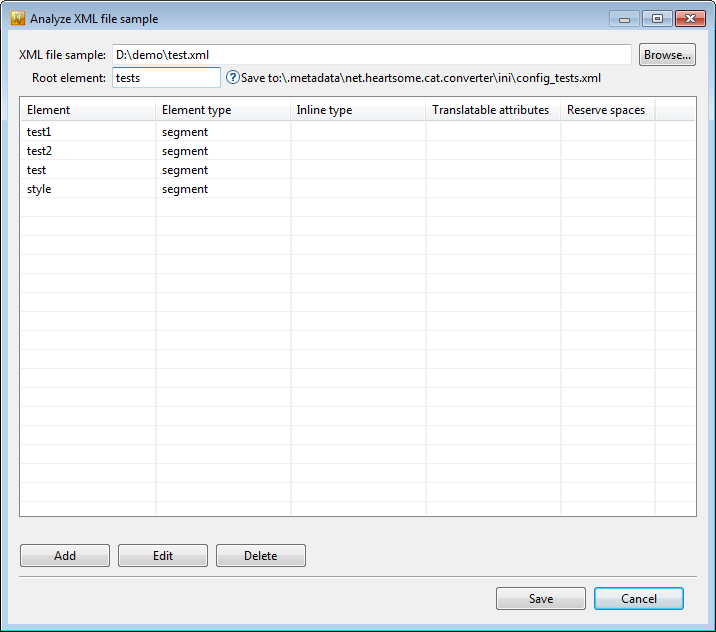 Analyze XML file sample
XML file sample: D:\demo\test.xml Browse...
Root element: tests ? Save to:\.metadata\net.heartsome.cat.converter\ini\config_tests.xml
Element Element type Inline type Translatable attributes Reserve spaces
test1 segment
test2 segment
test segment
style segment
Add Edit Delete
Save Cancel